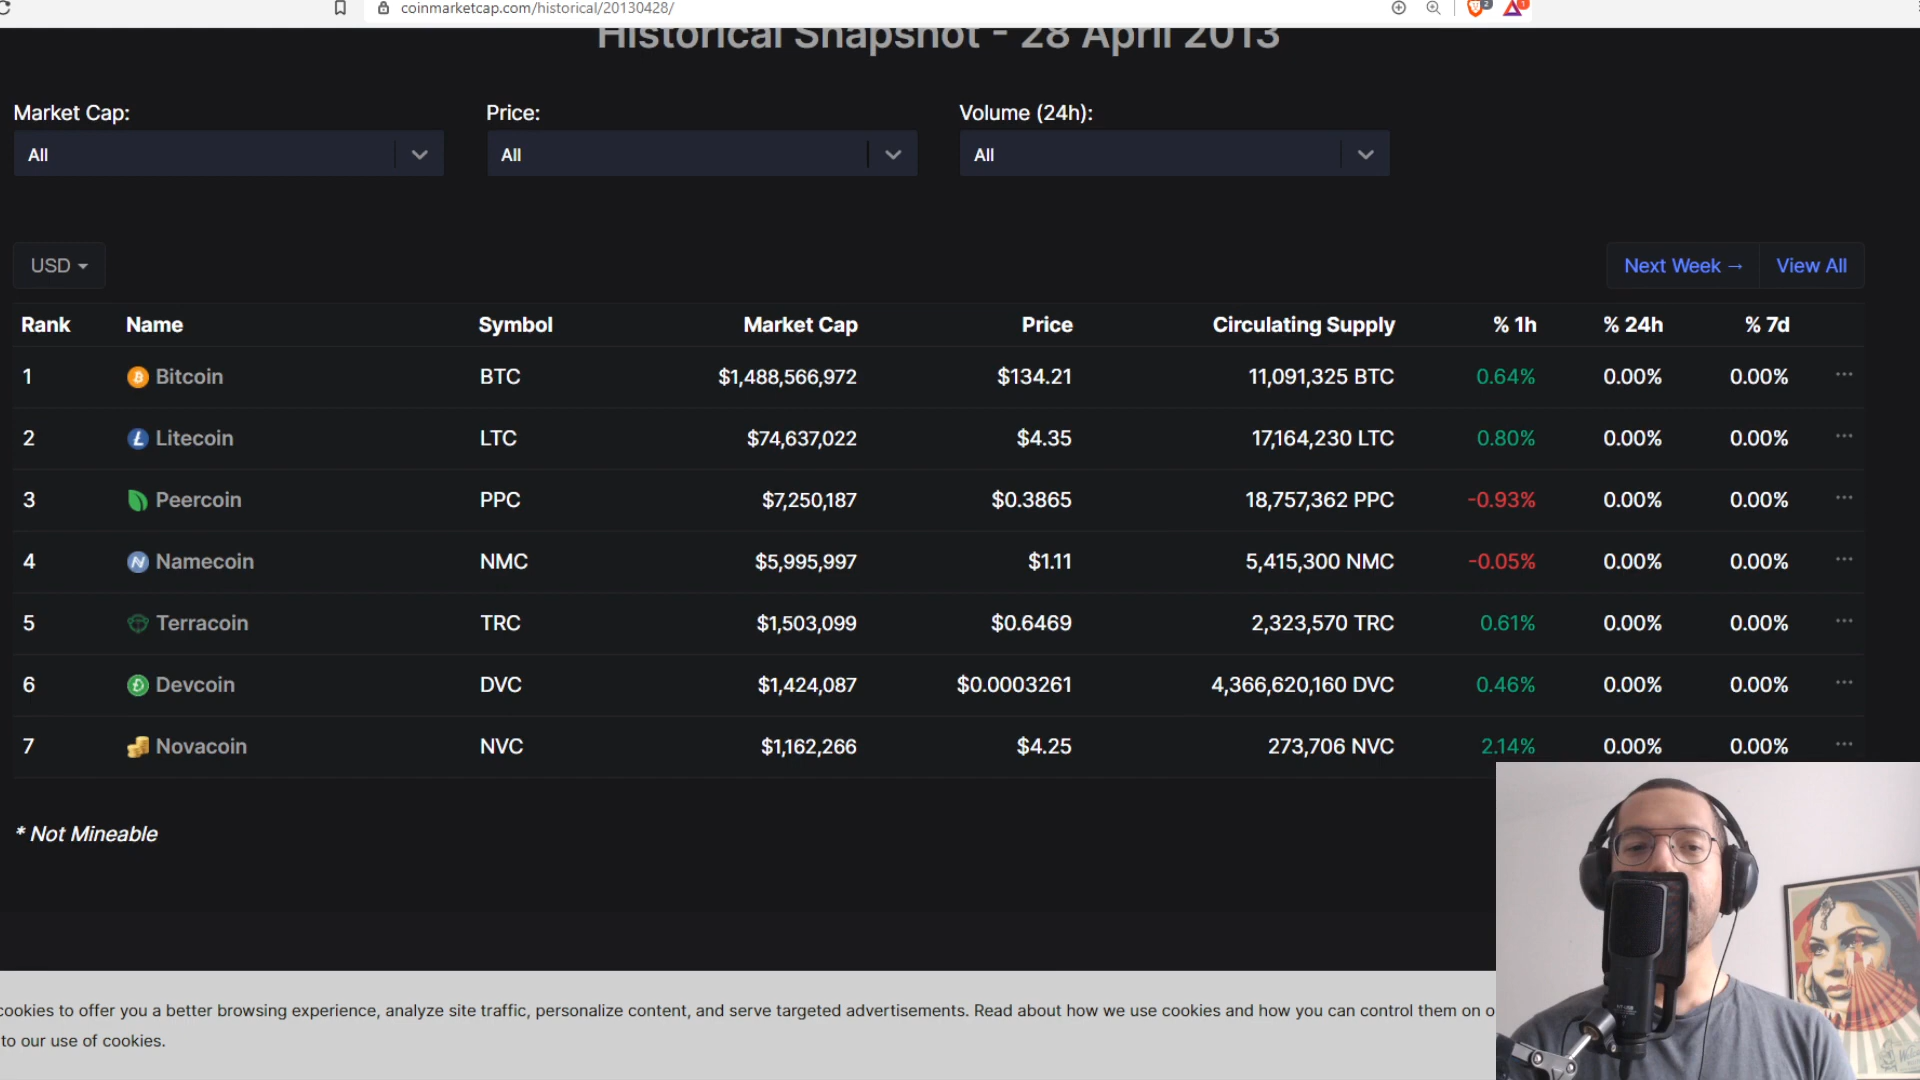 coinmarketcap.com/historical/20130428/
2 1
Historical Snapshot - 28 April 2013
Market Cap: Price: Volume (24h):
All All All
USD Next Week → View All
Rank Name Symbol Market Cap Price Circulating Supply % 1h % 24h % 7d
1 Bitcoin BTC $1,488,566,972 $134.21 11,091,325 BTC 0.64% 0.00% 0.00% ...
2 Litecoin LTC $74,637,022 $4.35 17,164,230 LTC 0.80% 0.00% 0.00% ...
3 Peercoin PPC $7,250,187 $0.3865 18,757,362 PPC -0.93% 0.00% 0.00% ...
4 Namecoin NMC $5,995,997 $1.11 5,415,300 NMC -0.05% 0.00% 0.00% ...
5 Terracoin TRC $1,503,099 $0.6469 2,323,570 TRC 0.61% 0.00% 0.00% ...
6 Devcoin DVC $1,424,087 $0.0003261 4,366,620,160 DVC 0.46% 0.00% 0.00% ...
7 Novacoin NVC $1,162,266 $4.25 273,706 NVC 2.14% 0.00% 0.00% ...
* Not Mineable
cookies to offer you a better browsing experience, analyze site traffic, personalize content, and serve targeted advertisements. Read about how we use cookies and how you can control them on o
to our use of cookies.